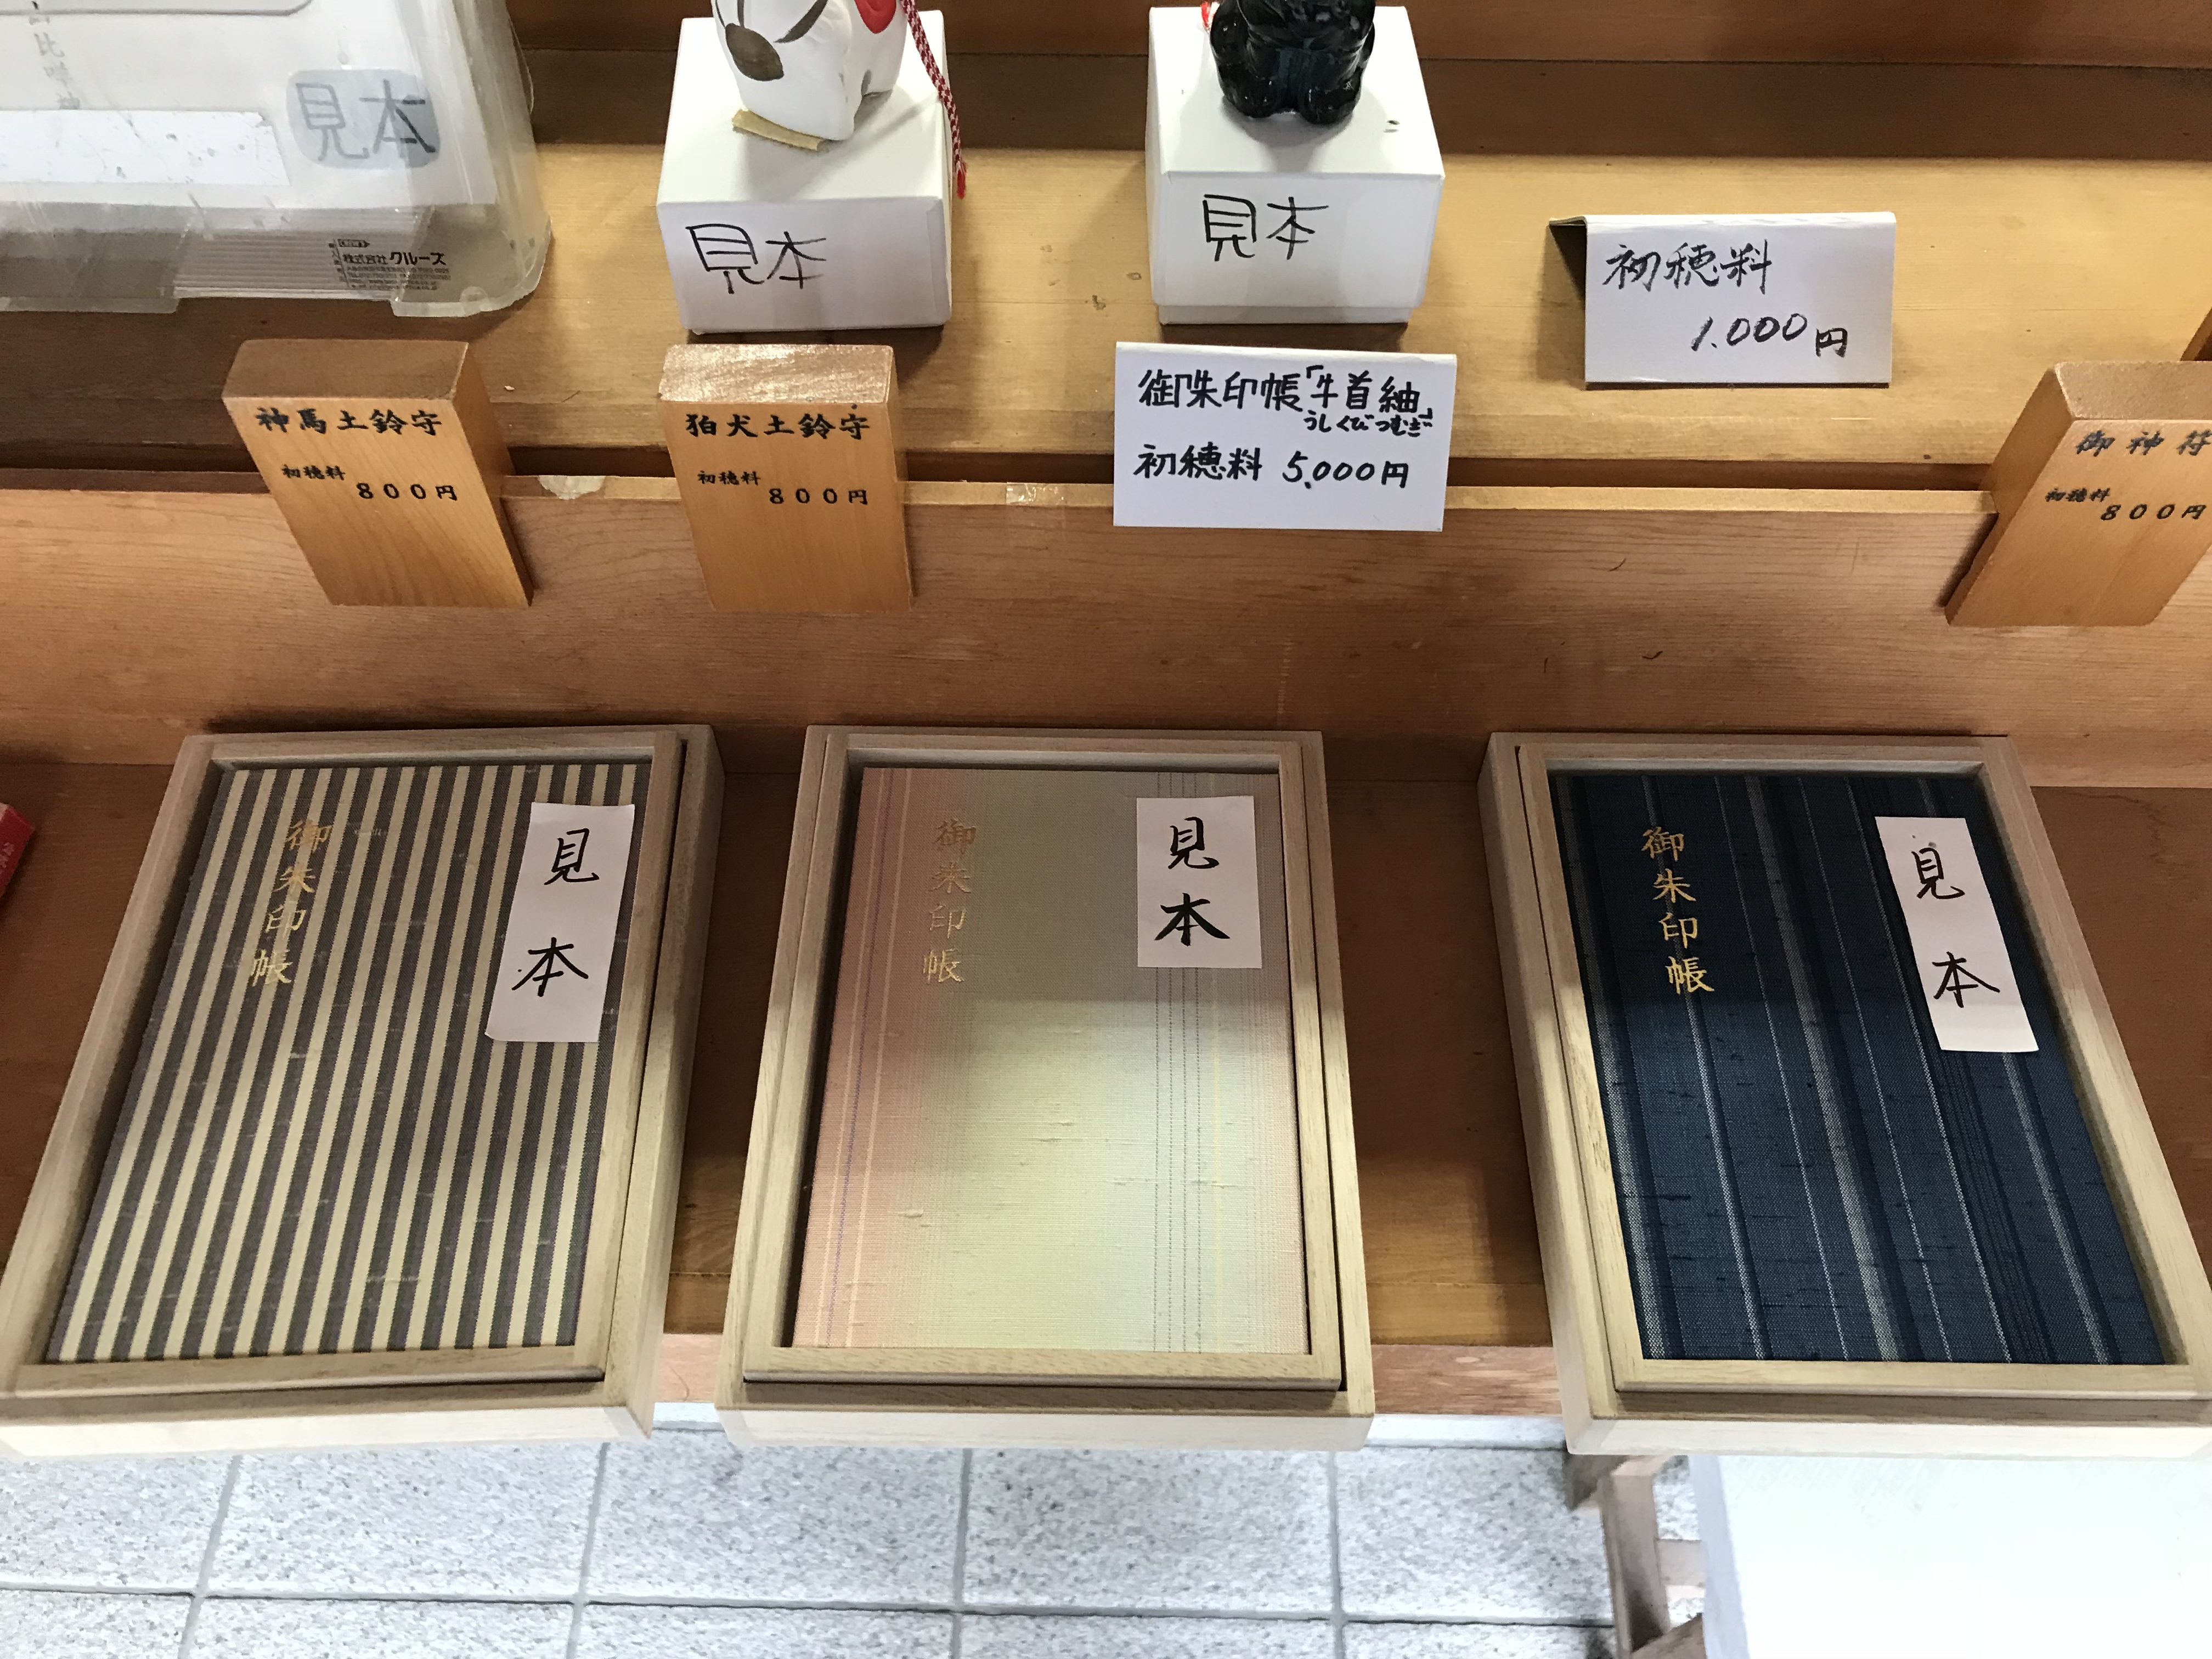 見本
株式会社クルーズ
見本
見本
初穂料
1.000円
神馬土鈴守
初穂料
800円
狛犬土鈴守
初穂料
800円
御朱印帳「牛首紬」
うしくびつむぎ
初穂料 5,000円
御神符
初穂料
800円
御朱印帳
見本
御朱印帳
見本
御朱印帳
見本